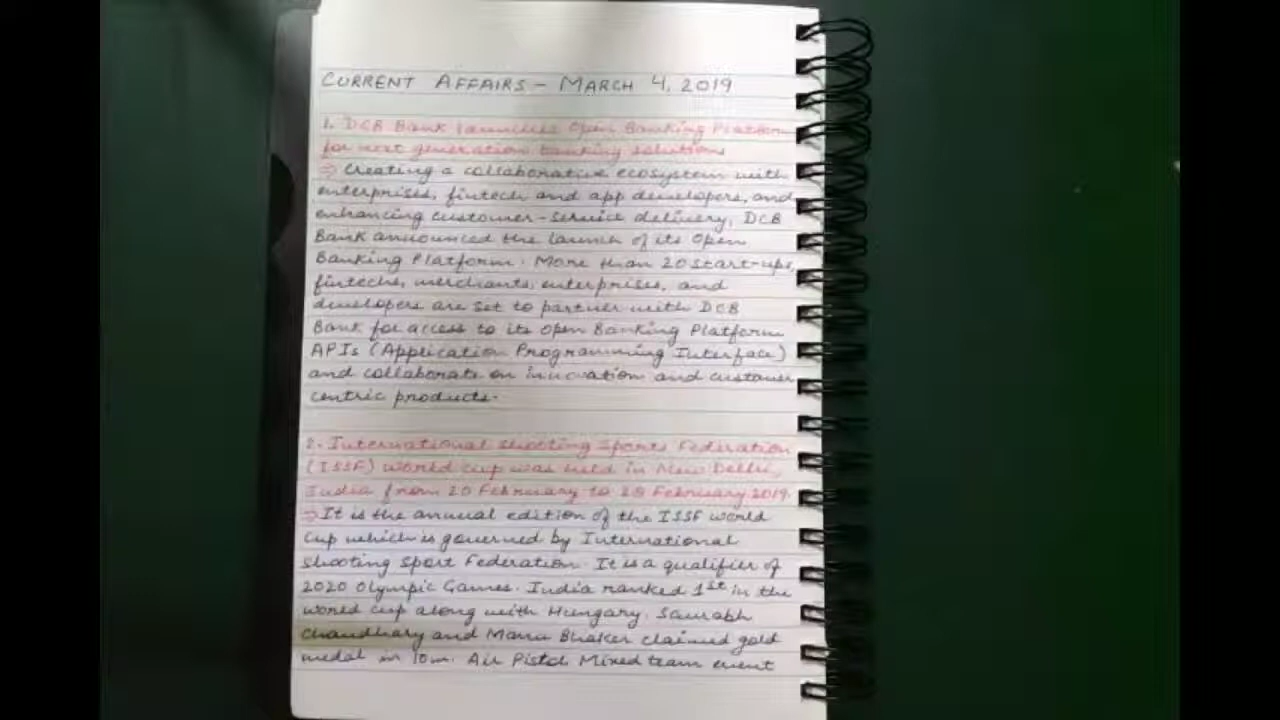 CURRENT AFFAIRS - MARCH 4, 2019
1. DCB Bank launches Open Banking Platform
for next generation banking solutions
⇒ Creating a collaborative ecosystem with
enterprises, fintech and app developers, and
enhancing customer-service delivery, DCB
Bank announced the launch of its Open
Banking Platform. More than 20 start-ups,
fintechs, merchants, enterprises, and
developers are set to partner with DCB
Bank for access to its Open Banking Platform
APIs (Application Programming Interface)
and collaborate on innovation and customer
centric products.
2. International Shooting Sports Federation
(ISSF) world cup was held in New Delhi,
India from 20 February to 28 February 2019.
⇒ It is the annual edition of the ISSF world
cup which is governed by International
Shooting Sport Federation. It is a qualifier of
2020 Olympic Games. India ranked 1st in the
world cup along with Hungary. Saurabh
Chaudhary and Manu Bhaker claimed gold
medal in 10m. Air Pistol Mixed team event